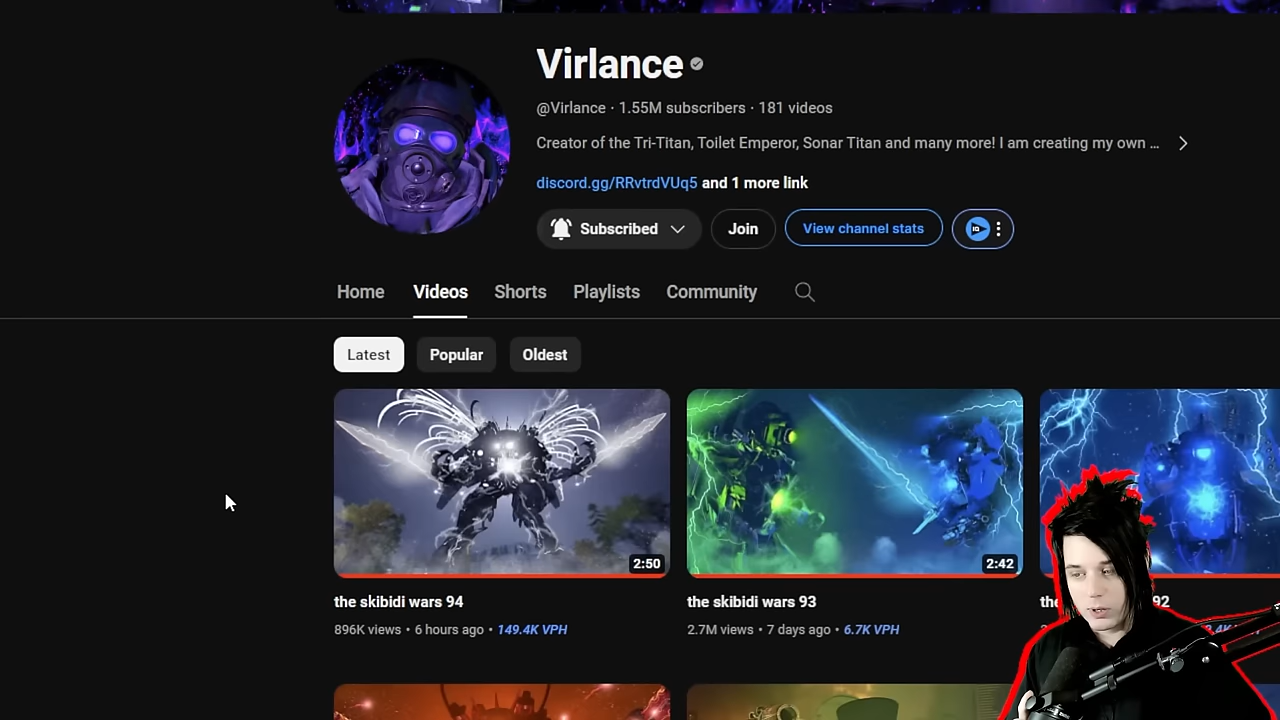 Virlance
@Virlance · 1.55M subscribers · 181 videos
Creator of the Tri-Titan, Toilet Emperor, Sonar Titan and many more! I am creating my own ...
discord.gg/RRvtrdVUq5 and 1 more link
Subscribed Join View channel stats
Home Videos Shorts Playlists Community
Latest Popular Oldest
2:50 2:42
the skibidi wars 94 the skibidi wars 93 92
896K views • 6 hours ago • 149.4K VPH 2.7M views • 7 days ago • 6.7K VPH